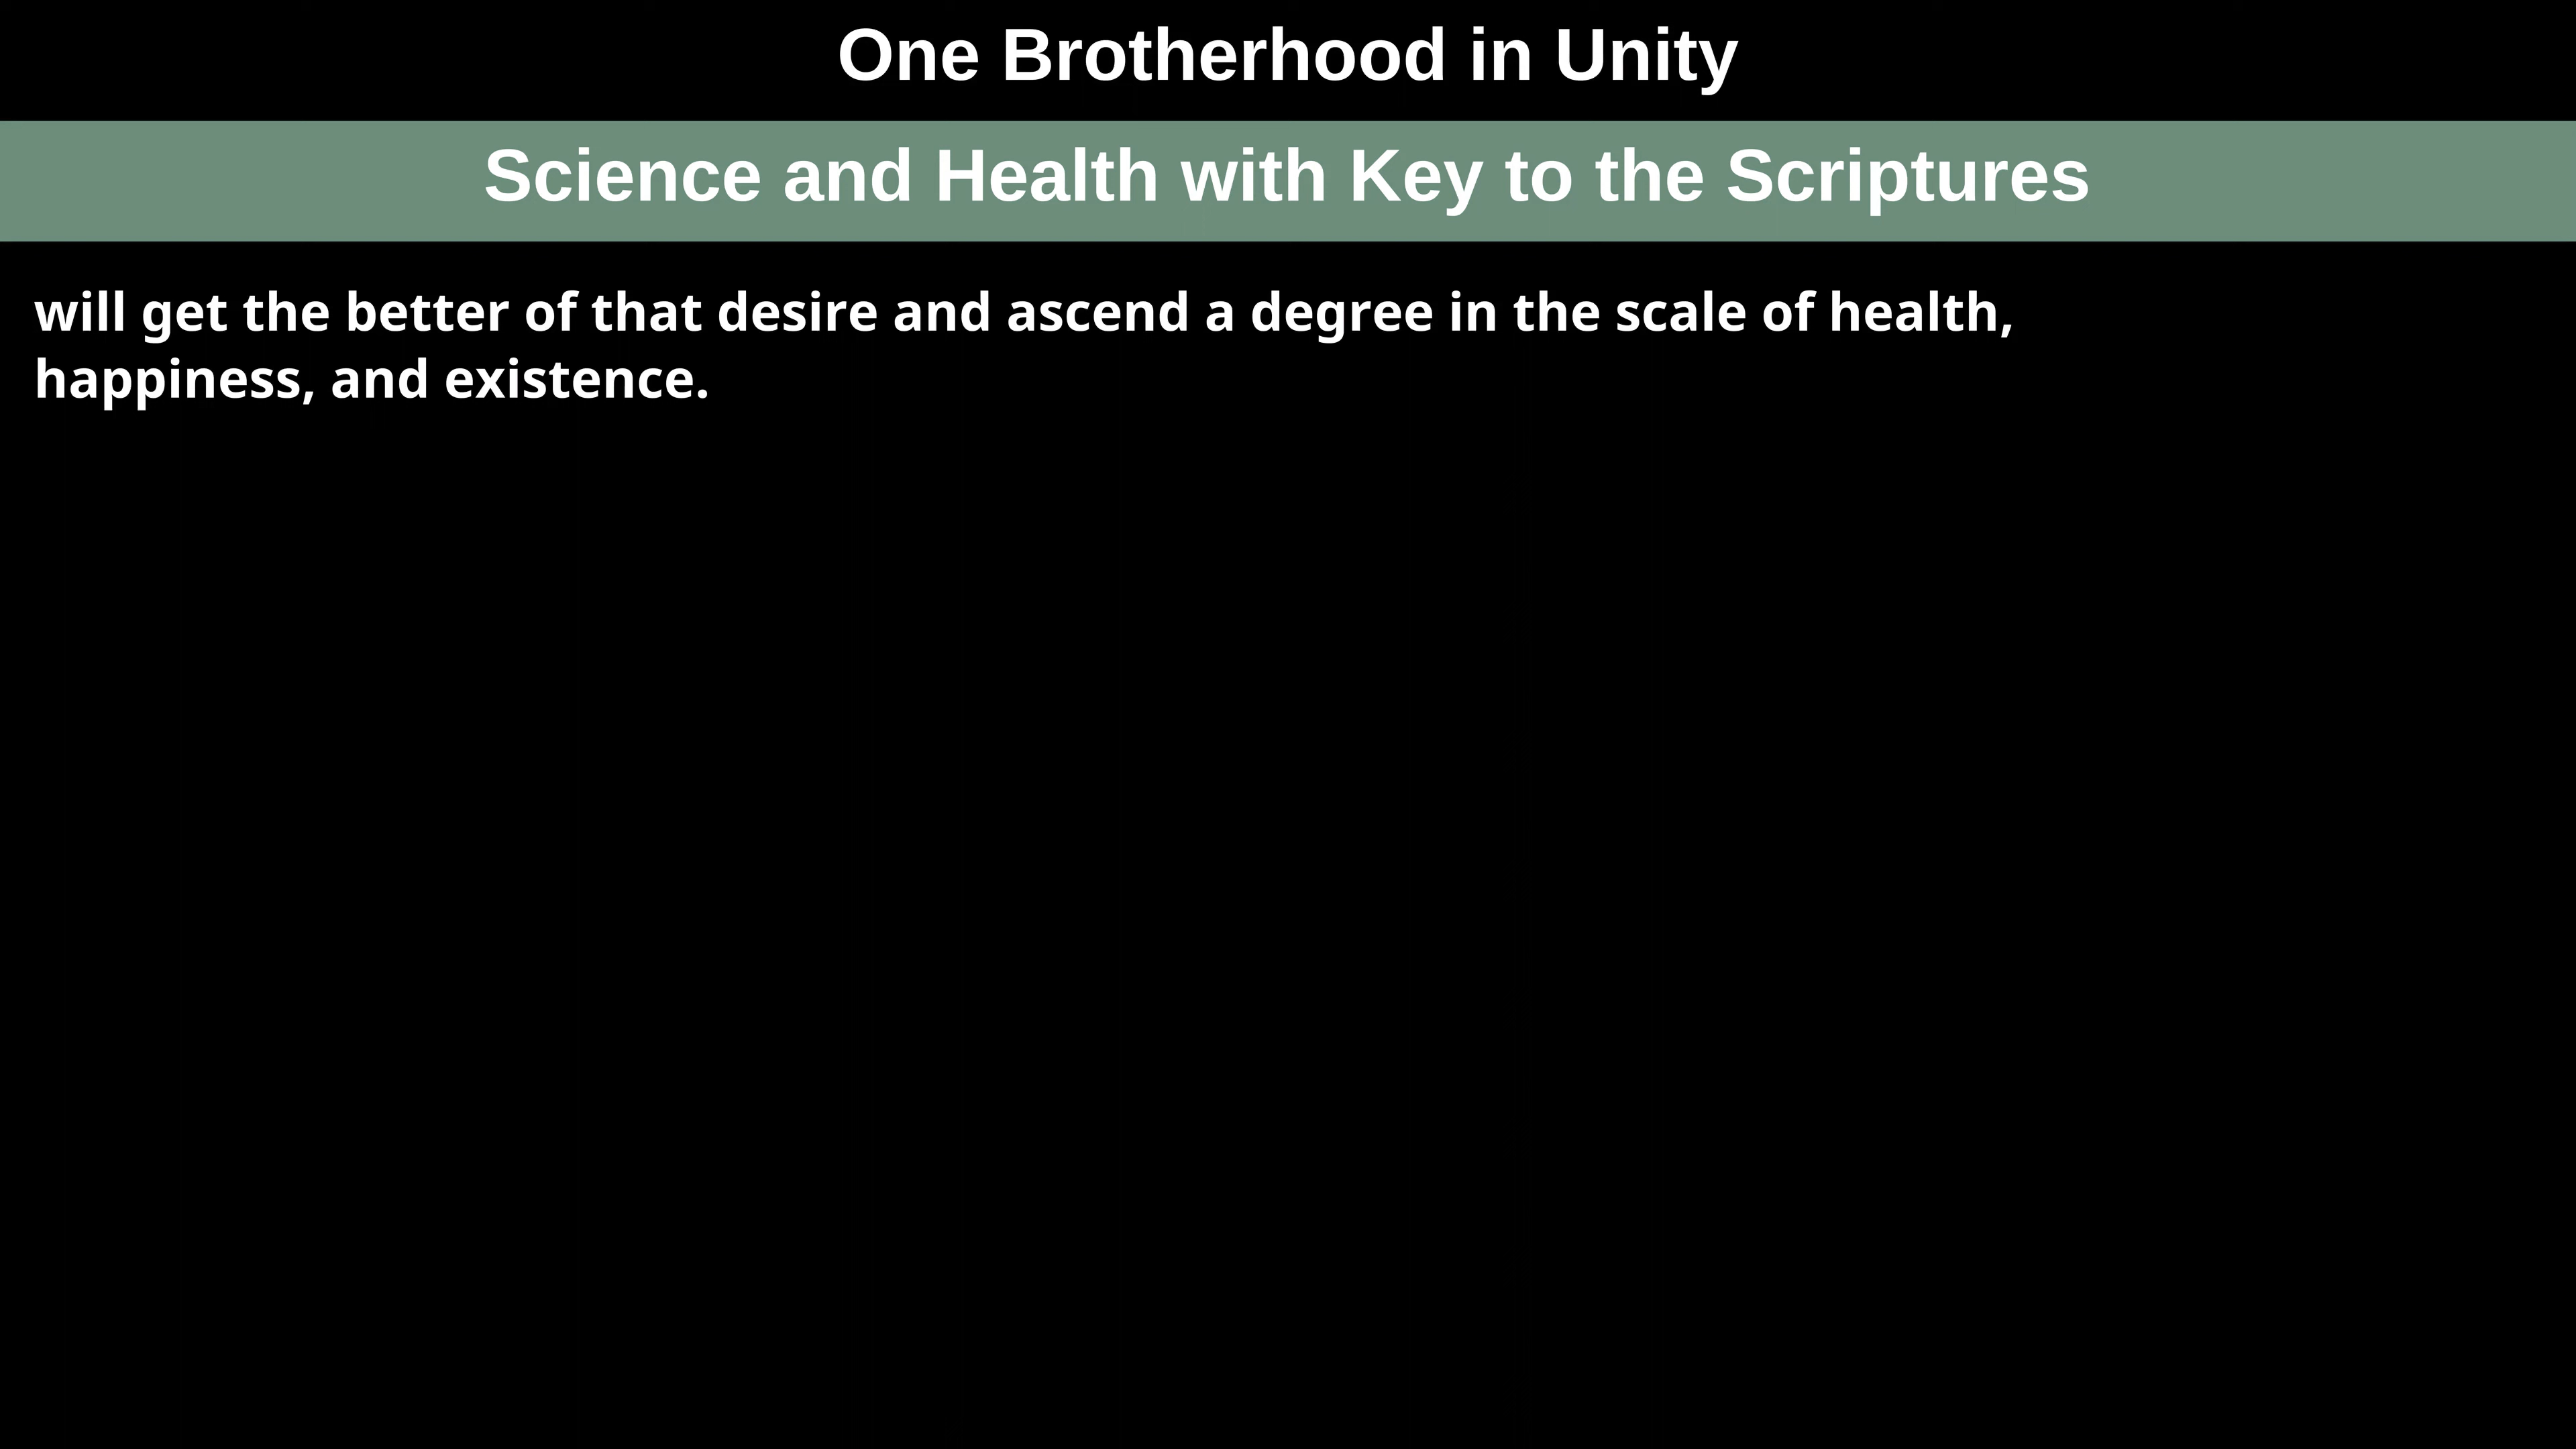 One Brotherhood in Unity
Science and Health with Key to the Scriptures
will get the better of that desire and ascend a degree in the scale of health,
happiness, and existence.